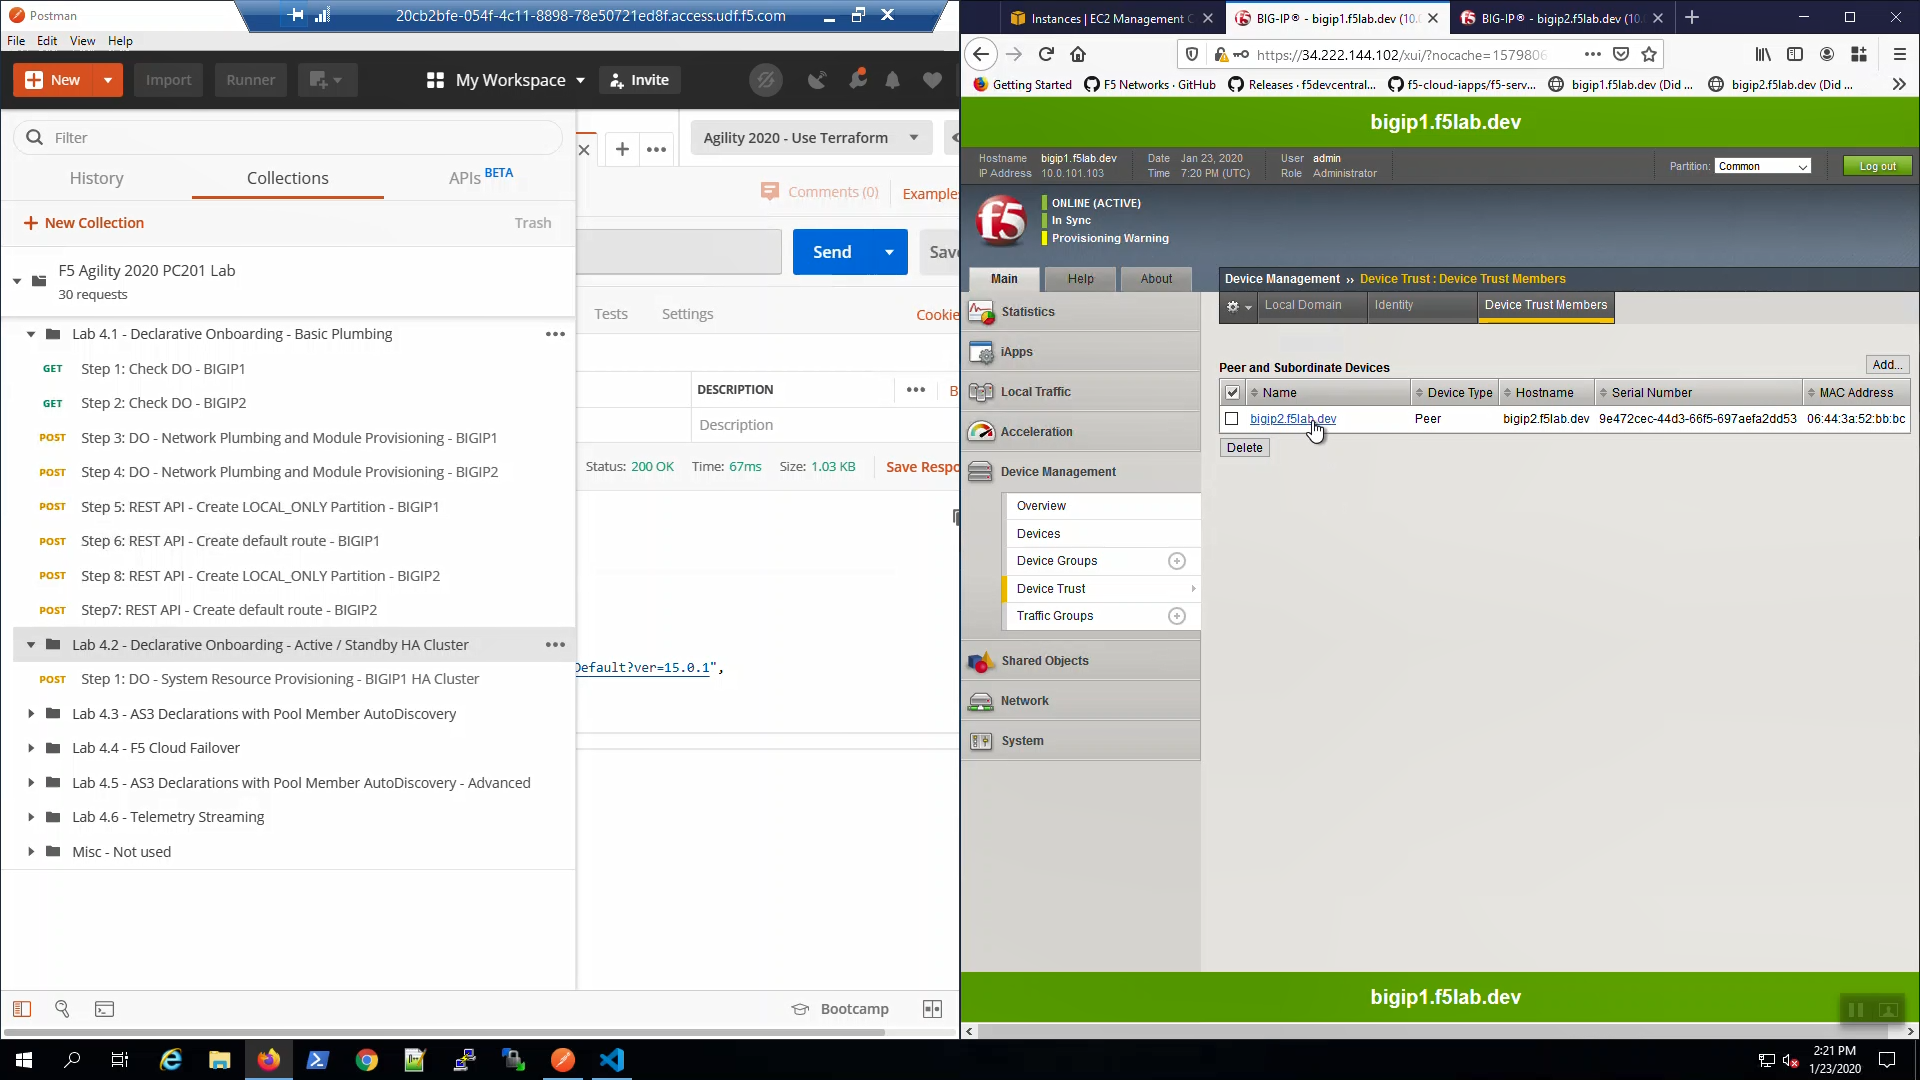 Postman
20cb2bfe-054f-4c11-8898-78e50721ed8f.access.udf.f5.com
File Edit View Help
New
Import
Runner
My Workspace
Invite
Filter
History
Collections
APIs BETA
New Collection
Trash
F5 Agility 2020 PC201 Lab
30 requests
Lab 4.1 - Declarative Onboarding - Basic Plumbing
GET Step 1: Check DO - BIGIP1
GET Step 2: Check DO - BIGIP2
POST Step 3: DO - Network Plumbing and Module Provisioning - BIGIP1
POST Step 4: DO - Network Plumbing and Module Provisioning - BIGIP2
POST Step 5: REST API - Create LOCAL_ONLY Partition - BIGIP1
POST Step 6: REST API - Create default route - BIGIP1
POST Step 8: REST API - Create LOCAL_ONLY Partition - BIGIP2
POST Step7: REST API - Create default route - BIGIP2
Lab 4.2 - Declarative Onboarding - Active / Standby HA Cluster
POST Step 1: DO - System Resource Provisioning - BIGIP1 HA Cluster
Lab 4.3 - AS3 Declarations with Pool Member AutoDiscovery
Lab 4.4 - F5 Cloud Failover
Lab 4.5 - AS3 Declarations with Pool Member AutoDiscovery - Advanced
Lab 4.6 - Telemetry Streaming
Misc - Not used
Agility 2020 - Use Terraform
Comments (0)
Examples
Send
Save
Tests
Settings
Cookie
DESCRIPTION
B
Description
Status: 200 OK Time: 67ms Size: 1.03 KB
Save Respo
Default?ver=15.0.1",
Bootcamp
Instances | EC2 Management C
BIG-IP® - bigip1.f5lab.dev (10.
BIG-IP® - bigip2.f5lab.dev (10.
https://34.222.144.102/xui/?nocache=1579806
Getting Started
F5 Networks · GitHub
Releases · f5devcentral...
f5-cloud-iapps/f5-serv...
bigip1.f5lab.dev (Did ...
bigip2.f5lab.dev (Did ...
bigip1.f5lab.dev
Hostname bigip1.f5lab.dev
IP Address 10.0.101.103
Date Jan 23, 2020
Time 7:20 PM (UTC)
User admin
Role Administrator
Partition: Common
Log out
f5
ONLINE (ACTIVE)
In Sync
Provisioning Warning
Main
Help
About
Device Management ›› Device Trust : Device Trust Members
Local Domain
Identity
Device Trust Members
Statistics
iApps
Local Traffic
Acceleration
Device Management
Overview
Devices
Device Groups
Device Trust
Traffic Groups
Shared Objects
Network
System
Peer and Subordinate Devices
Add...
Name
Device Type
Hostname
Serial Number
MAC Address
bigip2.f5lab.dev
Peer
bigip2.f5lab.dev
9e472cec-44d3-66f5-697aefa2dd53
06:44:3a:52:bb:bc
Delete
bigip1.f5lab.dev
2:21 PM
1/23/2020